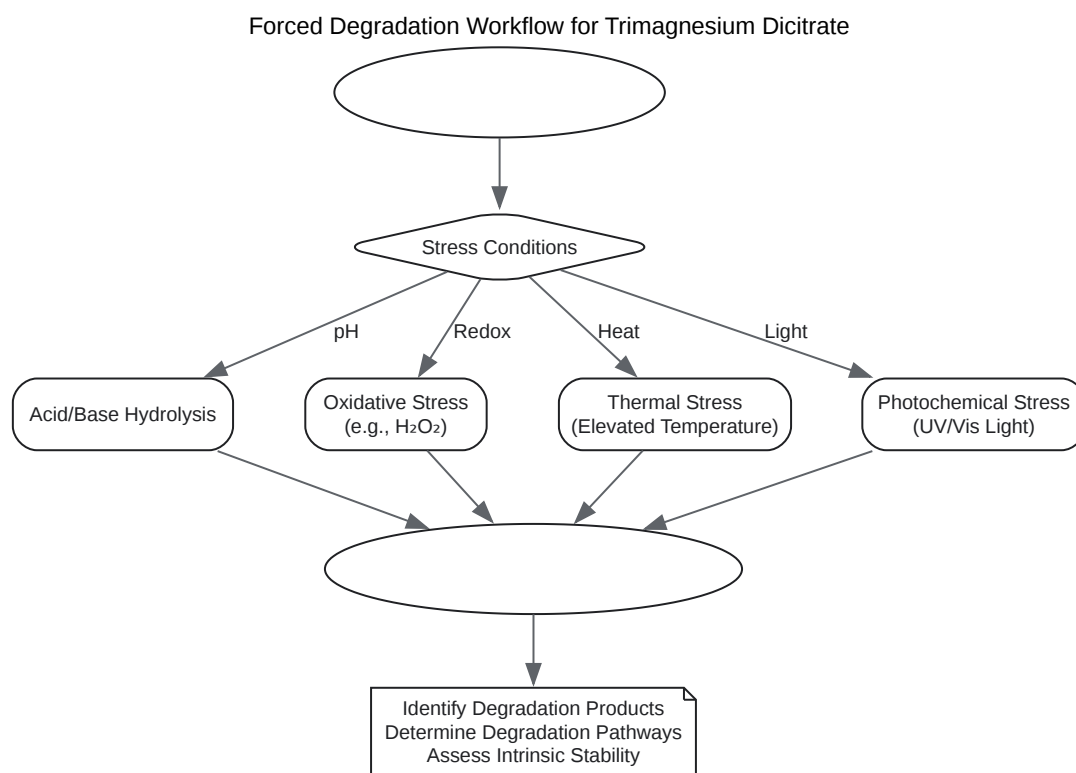 Forced Degradation Workflow for Trimagnesium Dicitrate
Stress Conditions
pH
Redox
Heat
Light
Acid/Base Hydrolysis
Oxidative Stress
(e.g., H₂O₂)
Thermal Stress
(Elevated Temperature)
Photochemical Stress
(UV/Vis Light)
Identify Degradation Products
Determine Degradation Pathways
Assess Intrinsic Stability